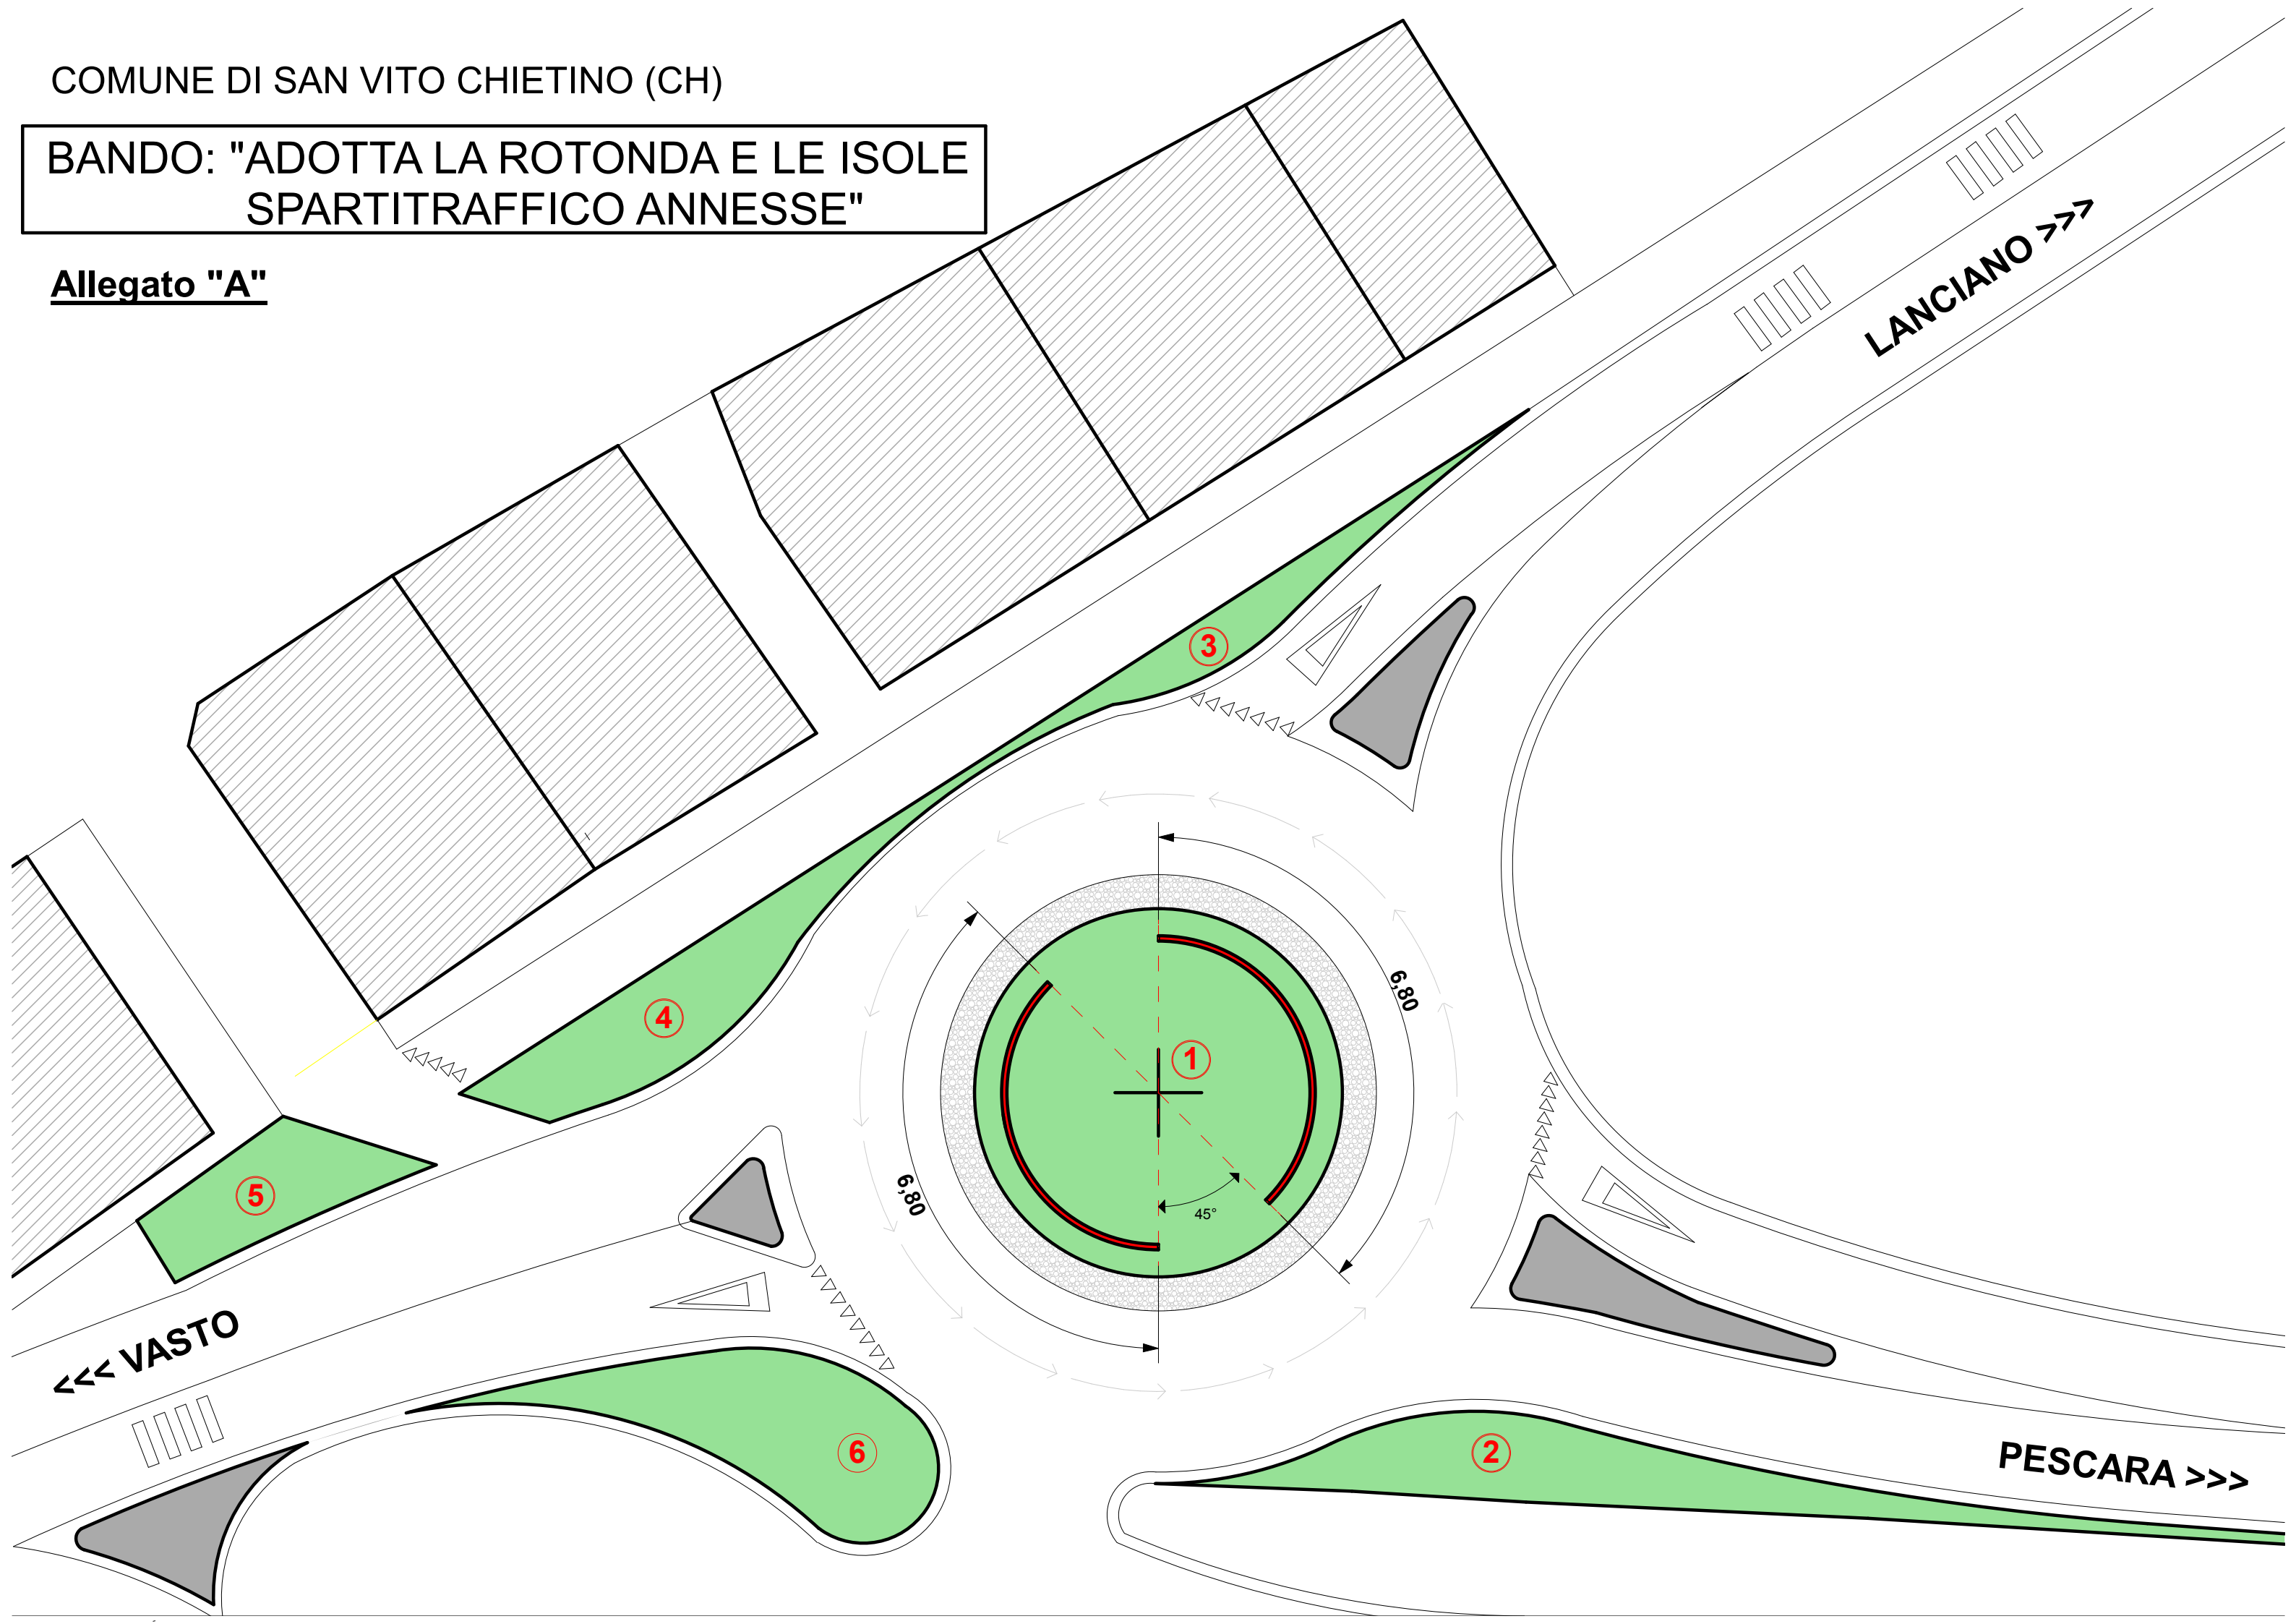 COMUNE DI SAN VITO CHIETINO (CH)
BANDO: "ADOTTA LA ROTONDA E LE ISOLE
SPARTITRAFFICO ANNESSE"
Allegato "A"
LANCIANO >>>
3
6,80
4
1
5
6,80
45°
<<< VASTO
6
2
PESCARA >>>